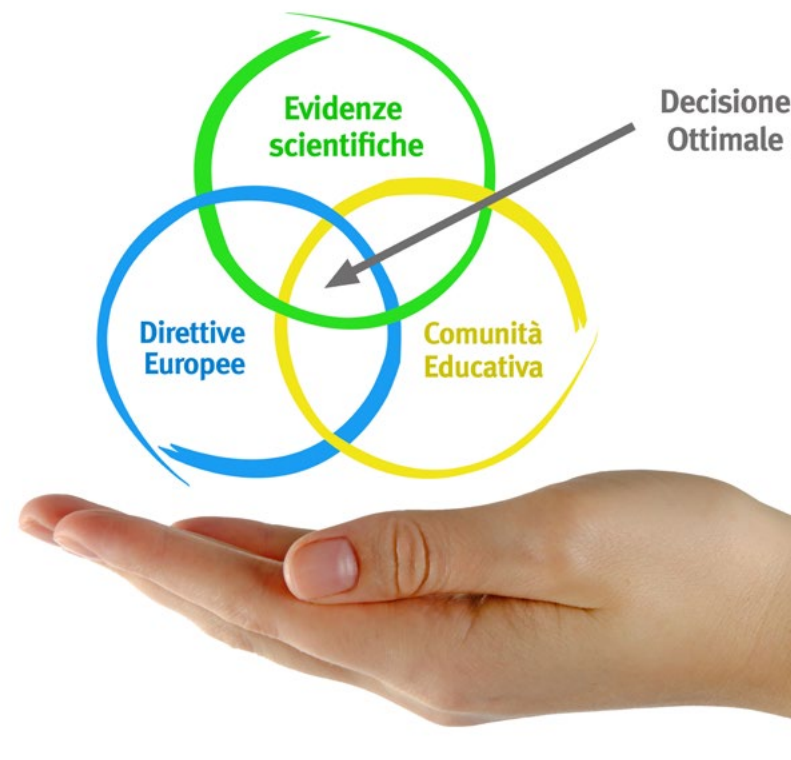 Evidenze
scientifiche
Decisione
Ottimale
Direttive
Europee
Comunità
Educativa